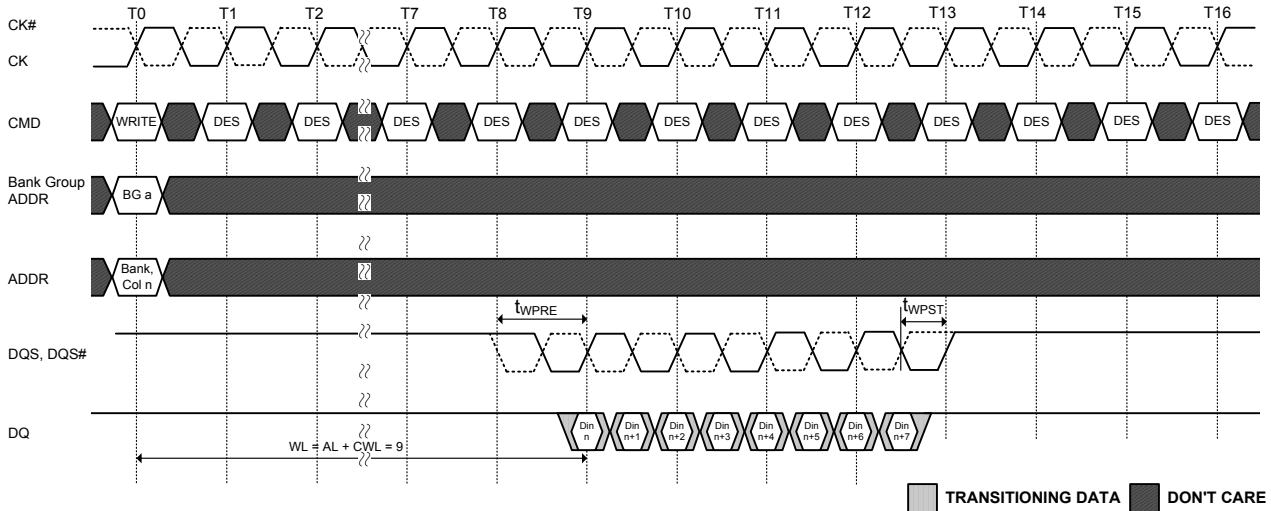 T0 T1 T2 T7 T8 T9 T10 T11 T12 T13 T14 T15 T16
CK#
CK
CMD WRITE DES DES DES DES DES DES DES DES DES DES DES DES
Bank Group
ADDR
BG a
ADDR
Bank,
Col n
tWPRE
tWPST
DQS, DQS#
DQ
Din
n
Din
n+1
Din
n+2
Din
n+3
Din
n+4
Din
n+5
Din
n+6
Din
n+7
WL = AL + CWL = 9
TRANSITIONING DATA
DON'T CARE